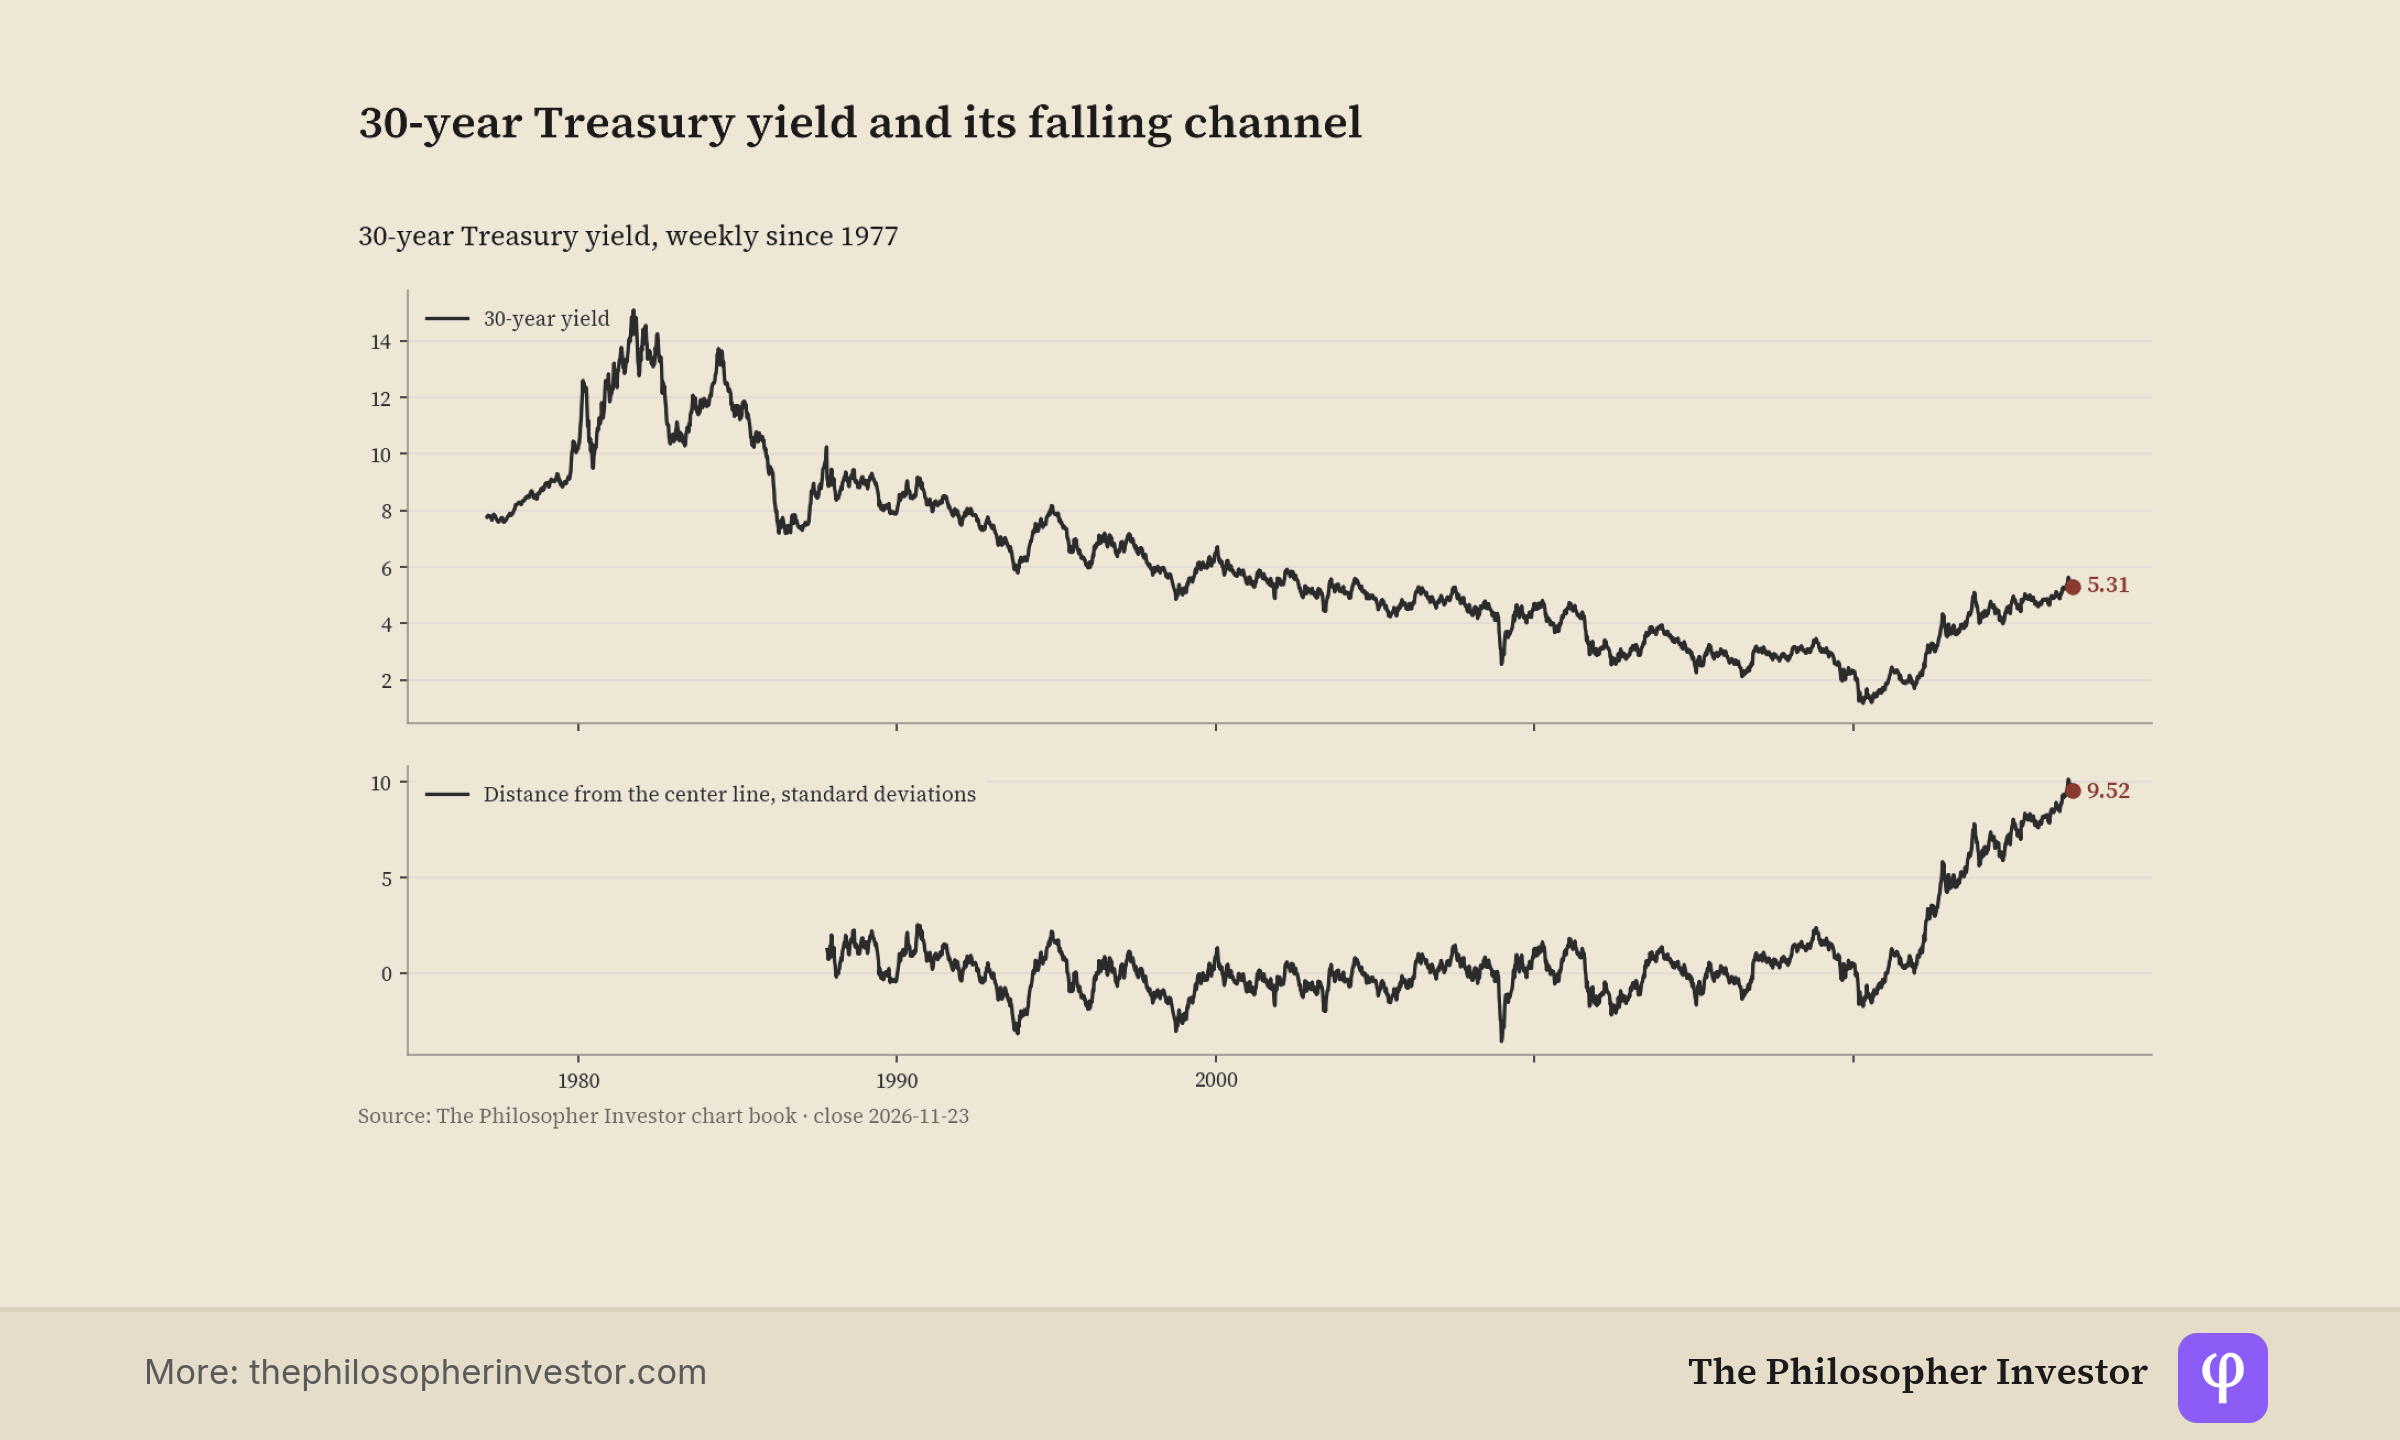 30-year Treasury yield and its falling channel
30-year Treasury yield, weekly since 1977
30-year yield
14
12
10
8
6
4
2
5.31
Distance from the center line, standard deviations
10
5
0
9.52
1980 1990 2000
Source: The Philosopher Investor chart book · close 2026-11-23
More: thephilosopherinvestor.com
The Philosopher Investor φ